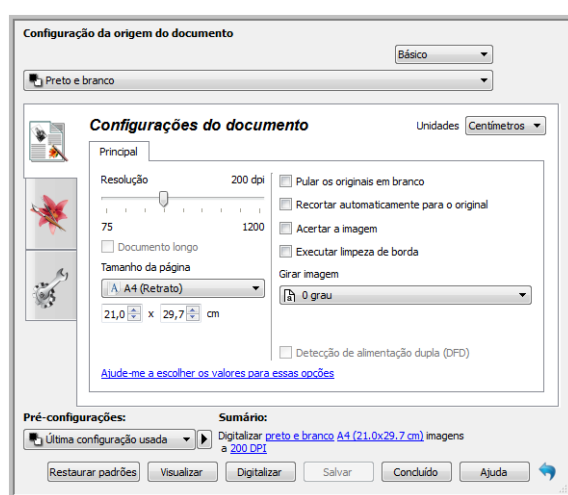 Configuração da origem do documento
Básico
Preto e branco
Configurações do documento
Unidades Centímetros
Principal
Resolução 200 dpi
75 1200
Documento longo
Tamanho da página
A A4 (Retrato)
21,0 x 29,7 cm
Pular os originais em branco
Recortar automaticamente para o original
Acertar a imagem
Executar limpeza de borda
Girar imagem
a 0 grau
Detecção de alimentação dupla (DFD)
Ajude-me a escolher os valores para essas opções
Pré-configurações:
Última configuração usada
Sumário:
Digitalizar preto e branco A4 (21.0x29.7 cm) imagens
a 200 DPI
Restaurar padrões Visualizar Digitalizar Salvar Concluído Ajuda